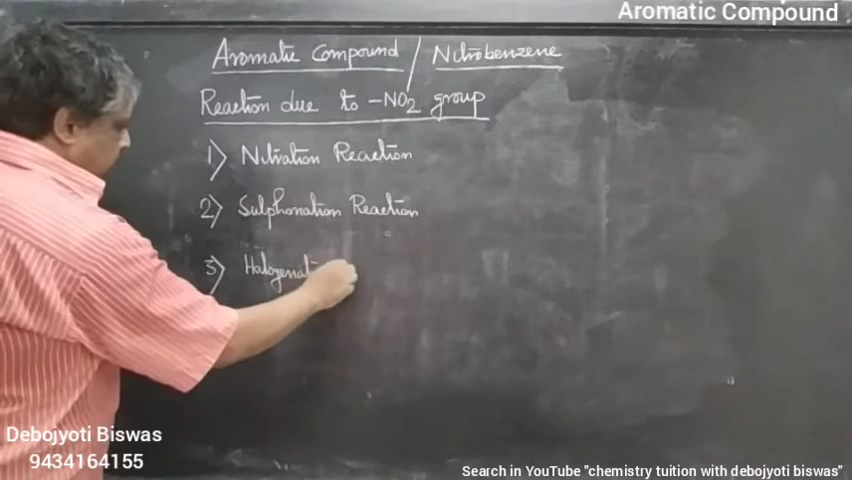 Aromatic Compound
Aromatic Compound / Nitrobenzene
Reaction due to -NO2 group
1) Nitration Reaction
2) Sulphonation Reaction
3) Halogenati
Debojyoti Biswas
9434164155
Search in YouTube "chemistry tuition with debojyoti biswas"